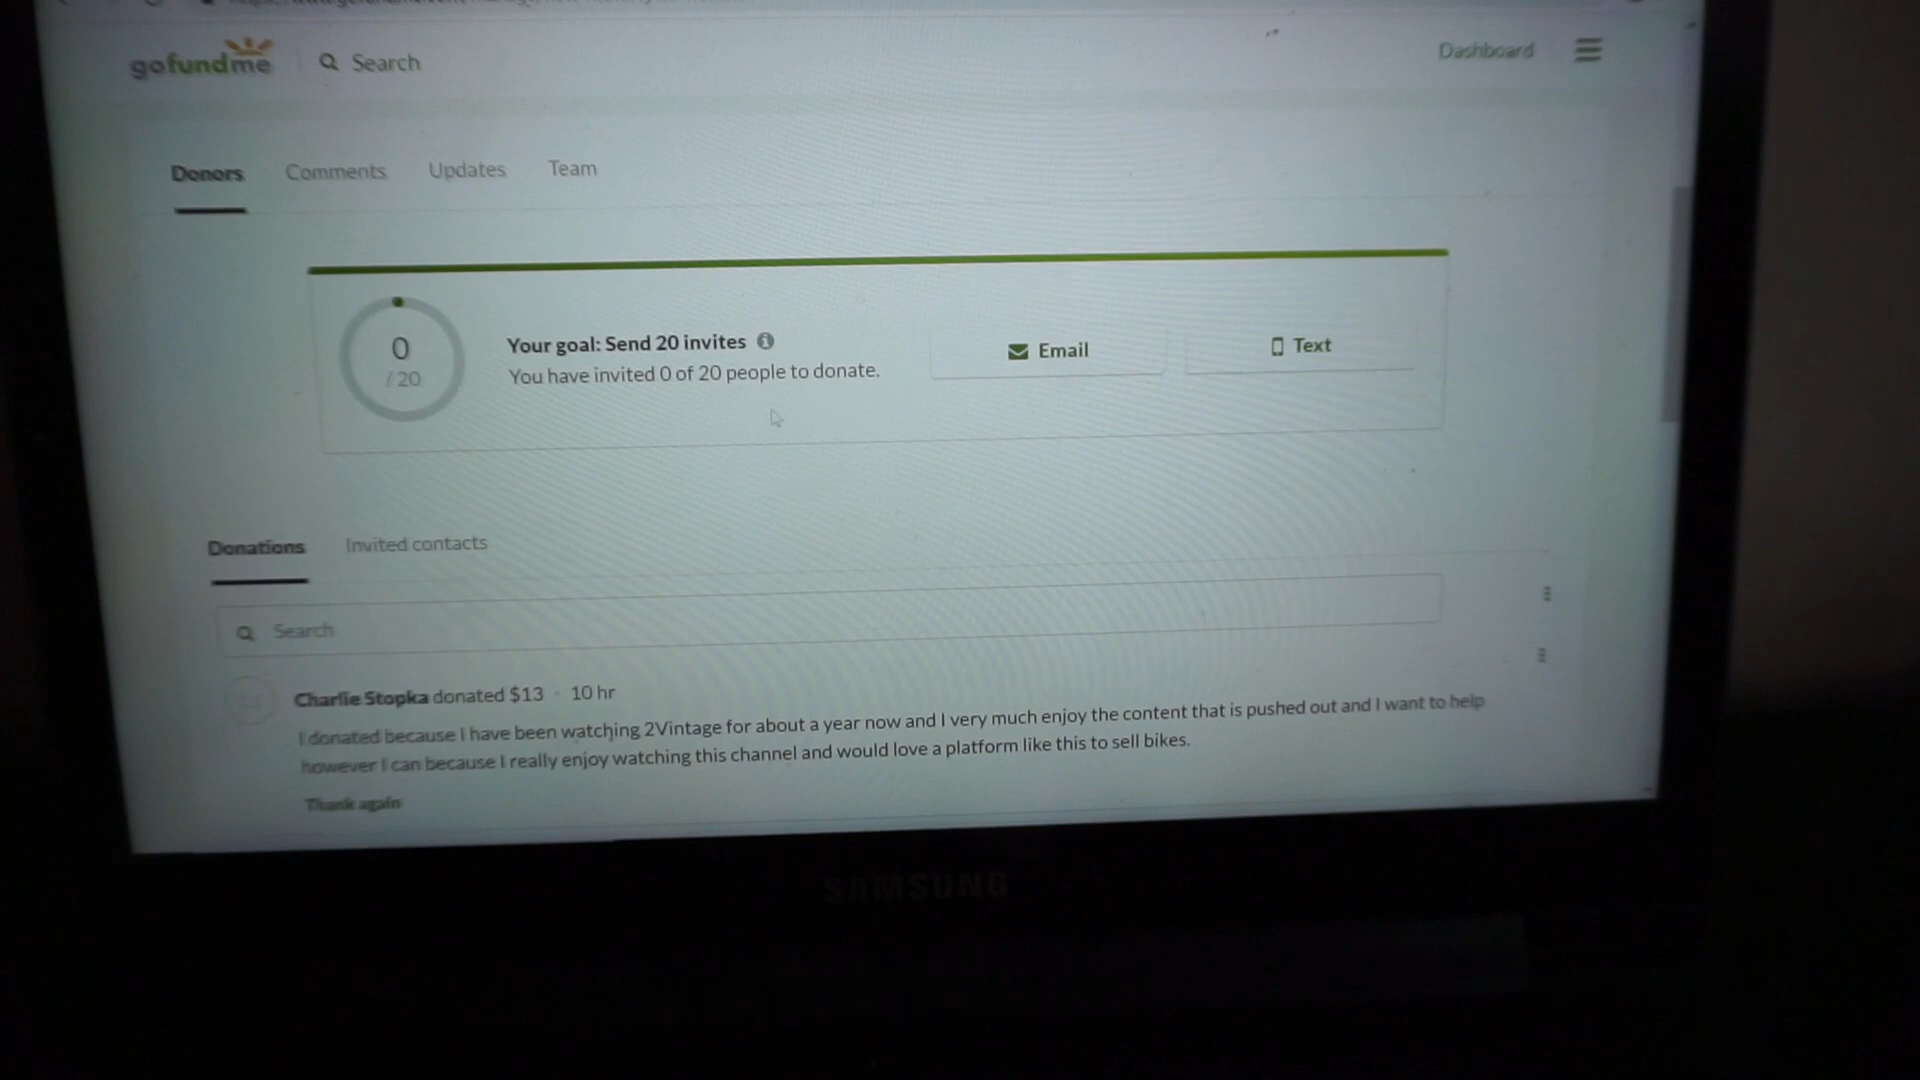 gofundme Search Dashboard
Donors Comments Updates Team
0
/ 20
Your goal: Send 20 invites
You have invited 0 of 20 people to donate.
Email
Text
Donations Invited contacts
Search
Charlie Stopka donated $13 · 10 hr
I donated because I have been watching 2Vintage for about a year now and I very much enjoy the content that is pushed out and I want to help
however I can because I really enjoy watching this channel and would love a platform like this to sell bikes.
Thank again
SAMSUNG